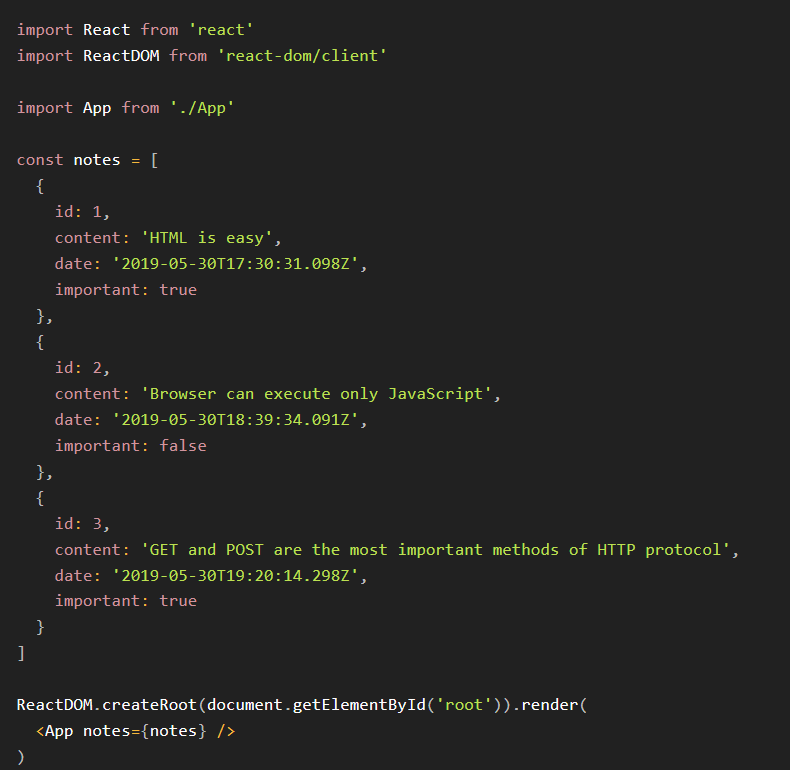 import React from 'react'
import ReactDOM from 'react-dom/client'

import App from './App'

const notes = [
  {
    id: 1,
    content: 'HTML is easy',
    date: '2019-05-30T17:30:31.098Z',
    important: true
  },
  {
    id: 2,
    content: 'Browser can execute only JavaScript',
    date: '2019-05-30T18:39:34.091Z',
    important: false
  },
  {
    id: 3,
    content: 'GET and POST are the most important methods of HTTP protocol',
    date: '2019-05-30T19:20:14.298Z',
    important: true
  }
]

ReactDOM.createRoot(document.getElementById('root')).render(
  <App notes={notes} />
)